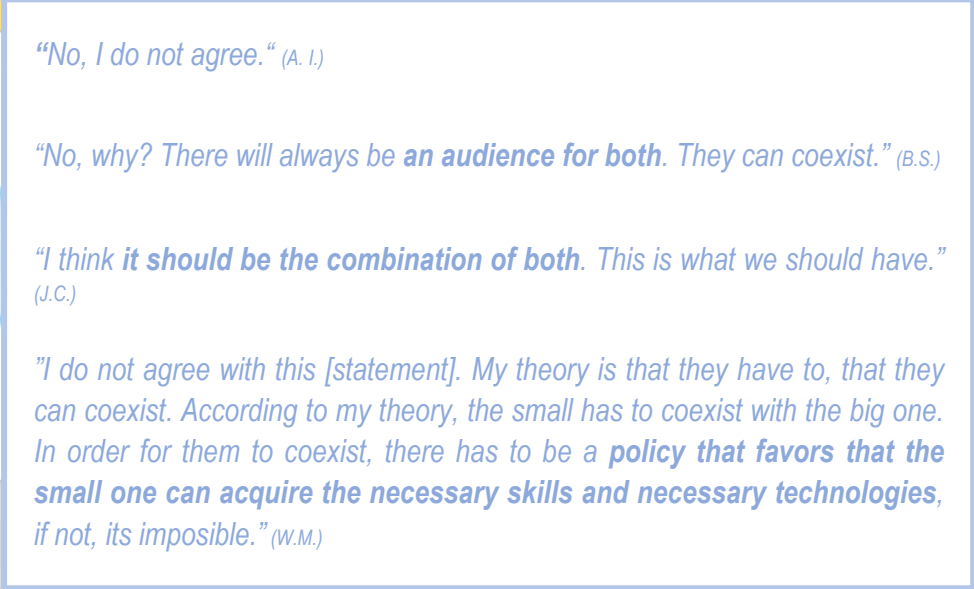 “No, I do not agree.“ (A. I.)
“No, why? There will always be an audience for both. They can coexist.” (B.S.)
“I think it should be the combination of both. This is what we should have.”
(J.C.)
”I do not agree with this [statement]. My theory is that they have to, that they
can coexist. According to my theory, the small has to coexist with the big one.
In order for them to coexist, there has to be a policy that favors that the
small one can acquire the necessary skills and necessary technologies,
if not, its imposible.” (W.M.)